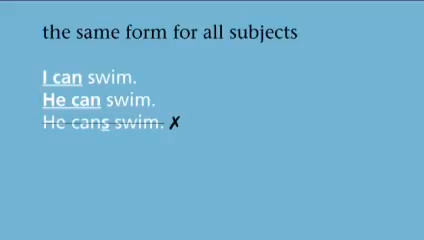 the same form for all subjects
I can swim.
He can swim.
He cans swim. ✗